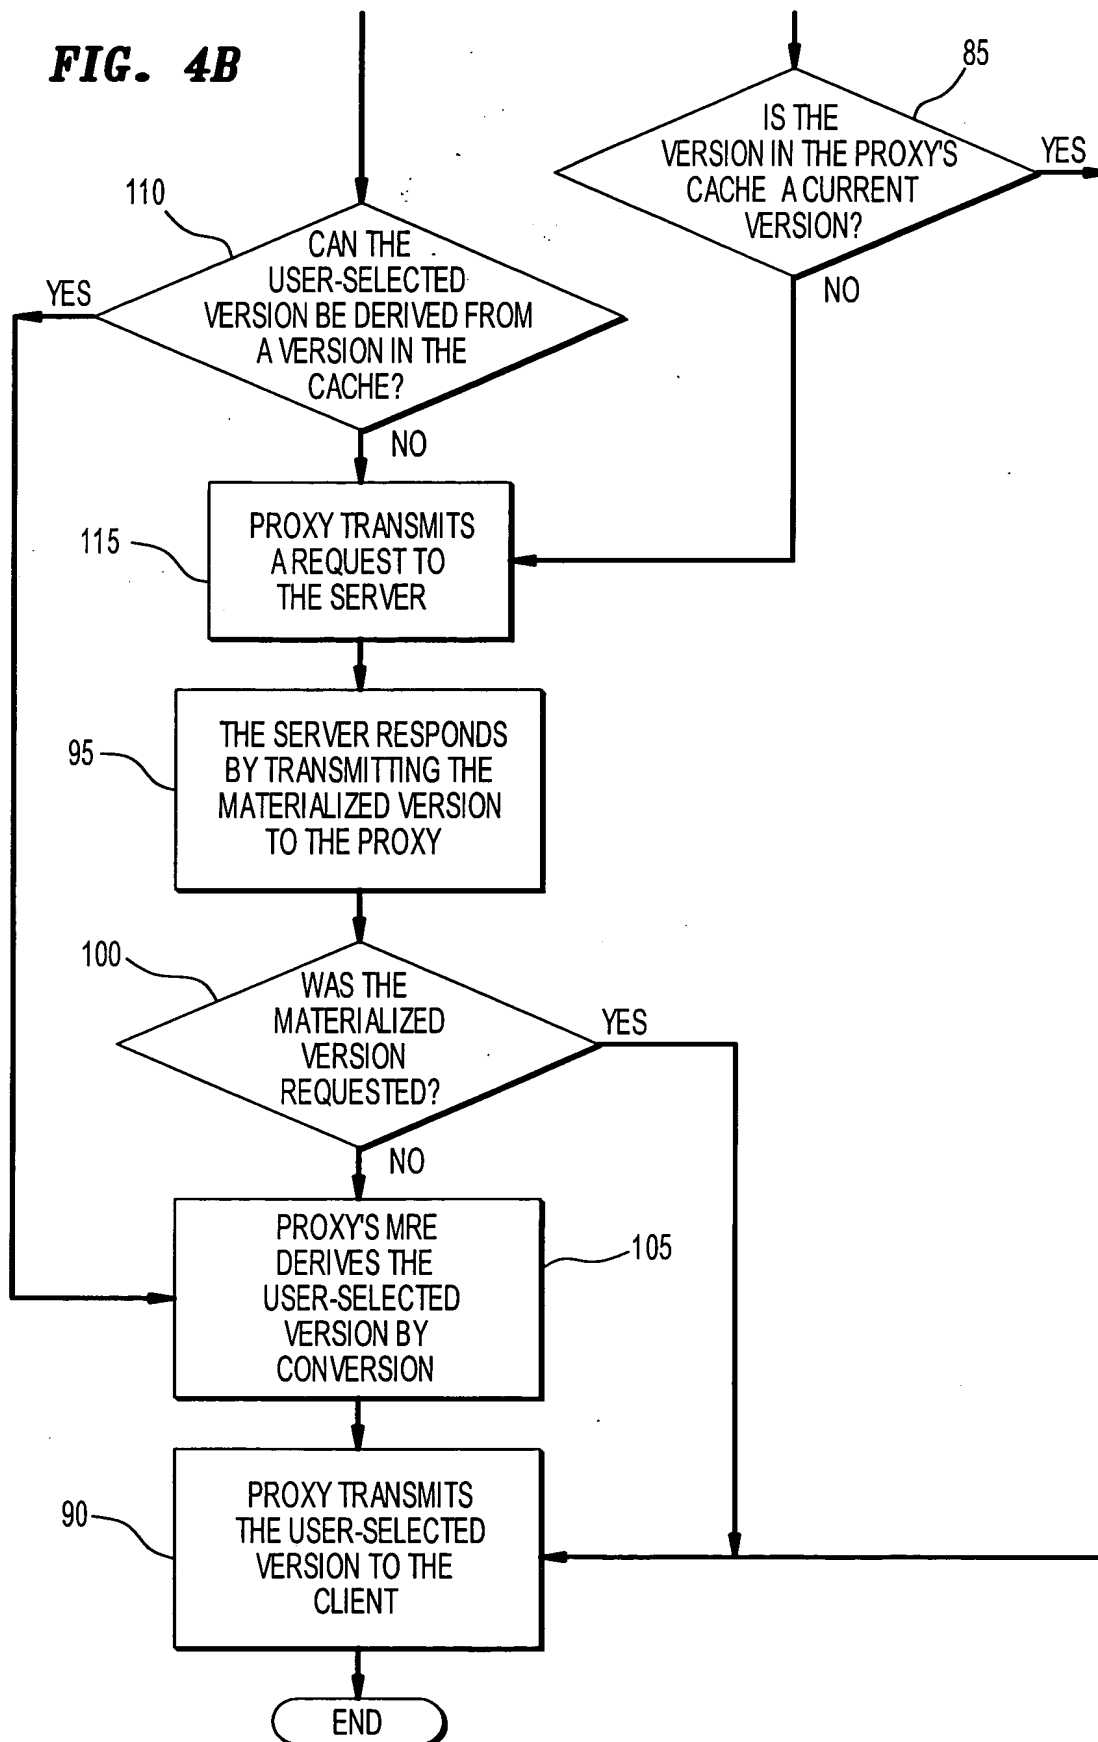 FIG. 4B
85
IS THE
VERSION IN THE PROXY'S
CACHE A CURRENT
VERSION?
YES
NO
110
CAN THE
USER-SELECTED
VERSION BE DERIVED FROM
A VERSION IN THE
CACHE?
YES
NO
115
PROXY TRANSMITS
A REQUEST TO
THE SERVER
95
THE SERVER RESPONDS
BY TRANSMITTING THE
MATERIALIZED VERSION
TO THE PROXY
100
WAS THE
MATERIALIZED
VERSION
REQUESTED?
YES
NO
PROXY'S MRE
DERIVES THE
USER-SELECTED
VERSION BY
CONVERSION
105
90
PROXY TRANSMITS
THE USER-SELECTED
VERSION TO THE
CLIENT
END